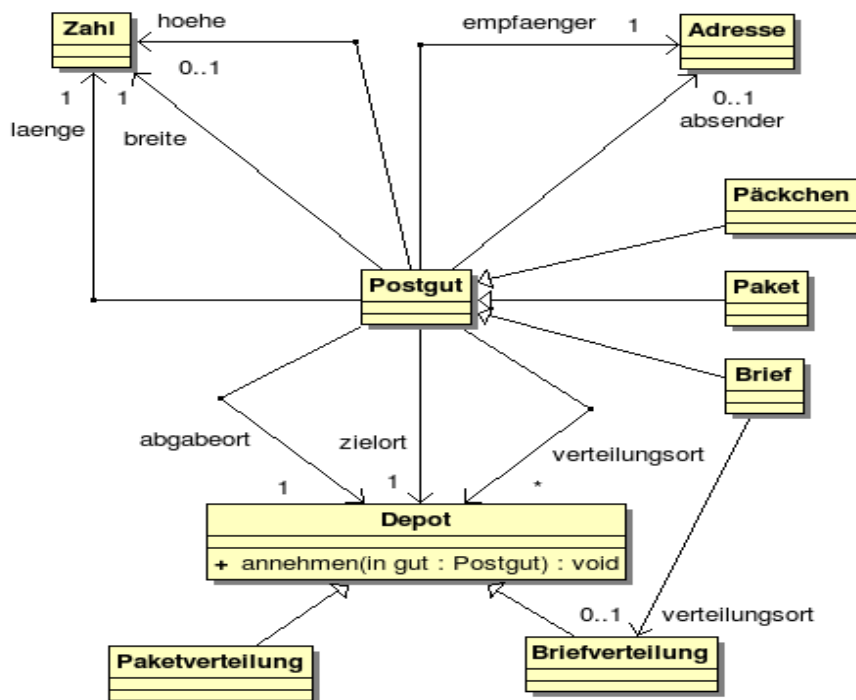 Zahl
hoehe
empfaenger
1
Adresse
0..1
1
1
0..1
laenge
breite
absender
Päckchen
Postgut
Paket
Brief
abgabeort
zielort
verteilungsort
1
1
*
Depot
+ annehmen(in gut : Postgut) : void
0..1
verteilungsort
Paketverteilung
Briefverteilung